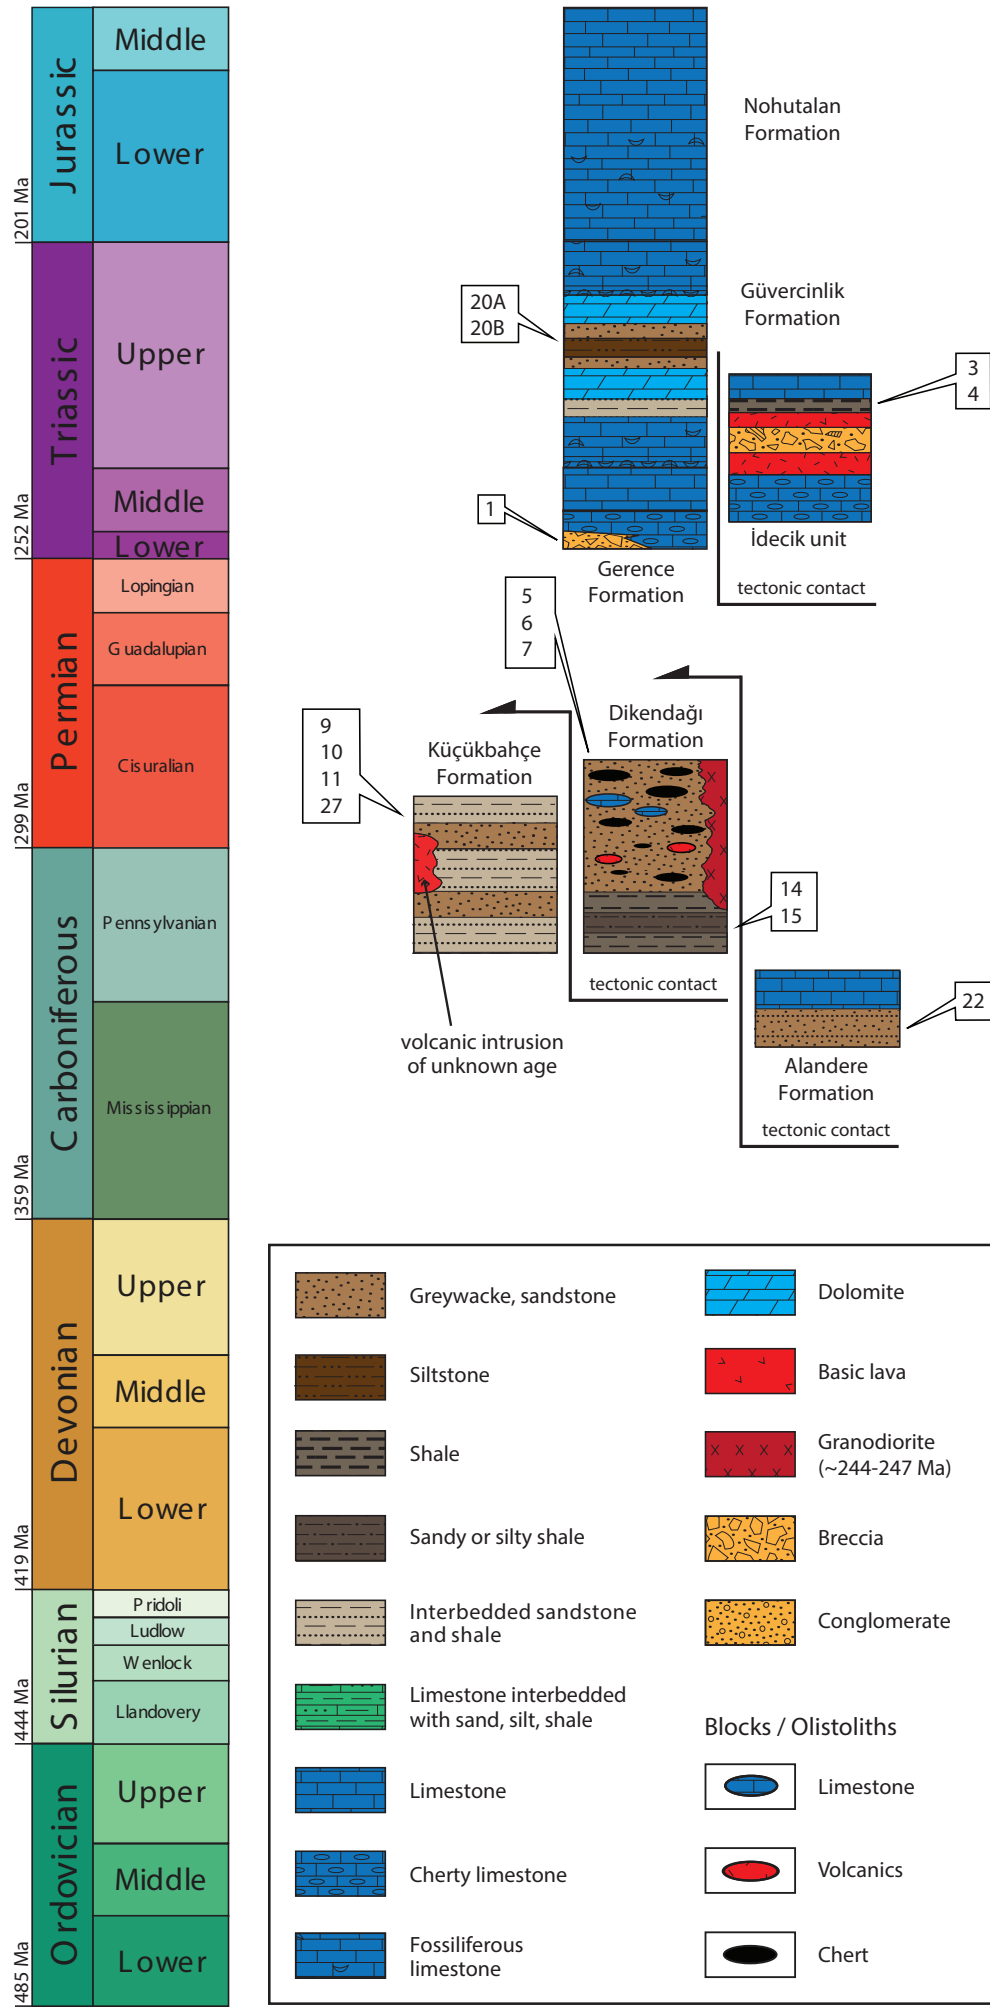 Jurassic
Middle
Lower
201 Ma
Triassic
Upper
Middle
Lower
252 Ma
Permian
Lopingian
Guadalupian
Cisuralian
299 Ma
Carboniferous
Pennsylvanian
Mississippian
359 Ma
Devonian
Upper
Middle
Lower
419 Ma
Silurian
Pridoli
Ludlow
Wenlock
Llandovery
444 Ma
Ordovician
Upper
Middle
Lower
485 Ma
Nohutalan
Formation
Güvercinlik
Formation
20A
20B
3
4
1
İdecik unit
tectonic contact
Gerence
Formation
5
6
7
Dikendağı
Formation
Küçükbahçe
Formation
9
10
11
27
14
15
tectonic contact
22
volcanic intrusion
of unknown age
Alandere
Formation
tectonic contact
Greywacke, sandstone
Siltstone
Shale
Sandy or silty shale
Interbedded sandstone
and shale
Limestone interbedded
with sand, silt, shale
Limestone
Cherty limestone
Fossiliferous
limestone
Dolomite
Basic lava
Granodiorite
(~244-247 Ma)
Breccia
Conglomerate
Blocks / Olistoliths
Limestone
Volcanics
Chert